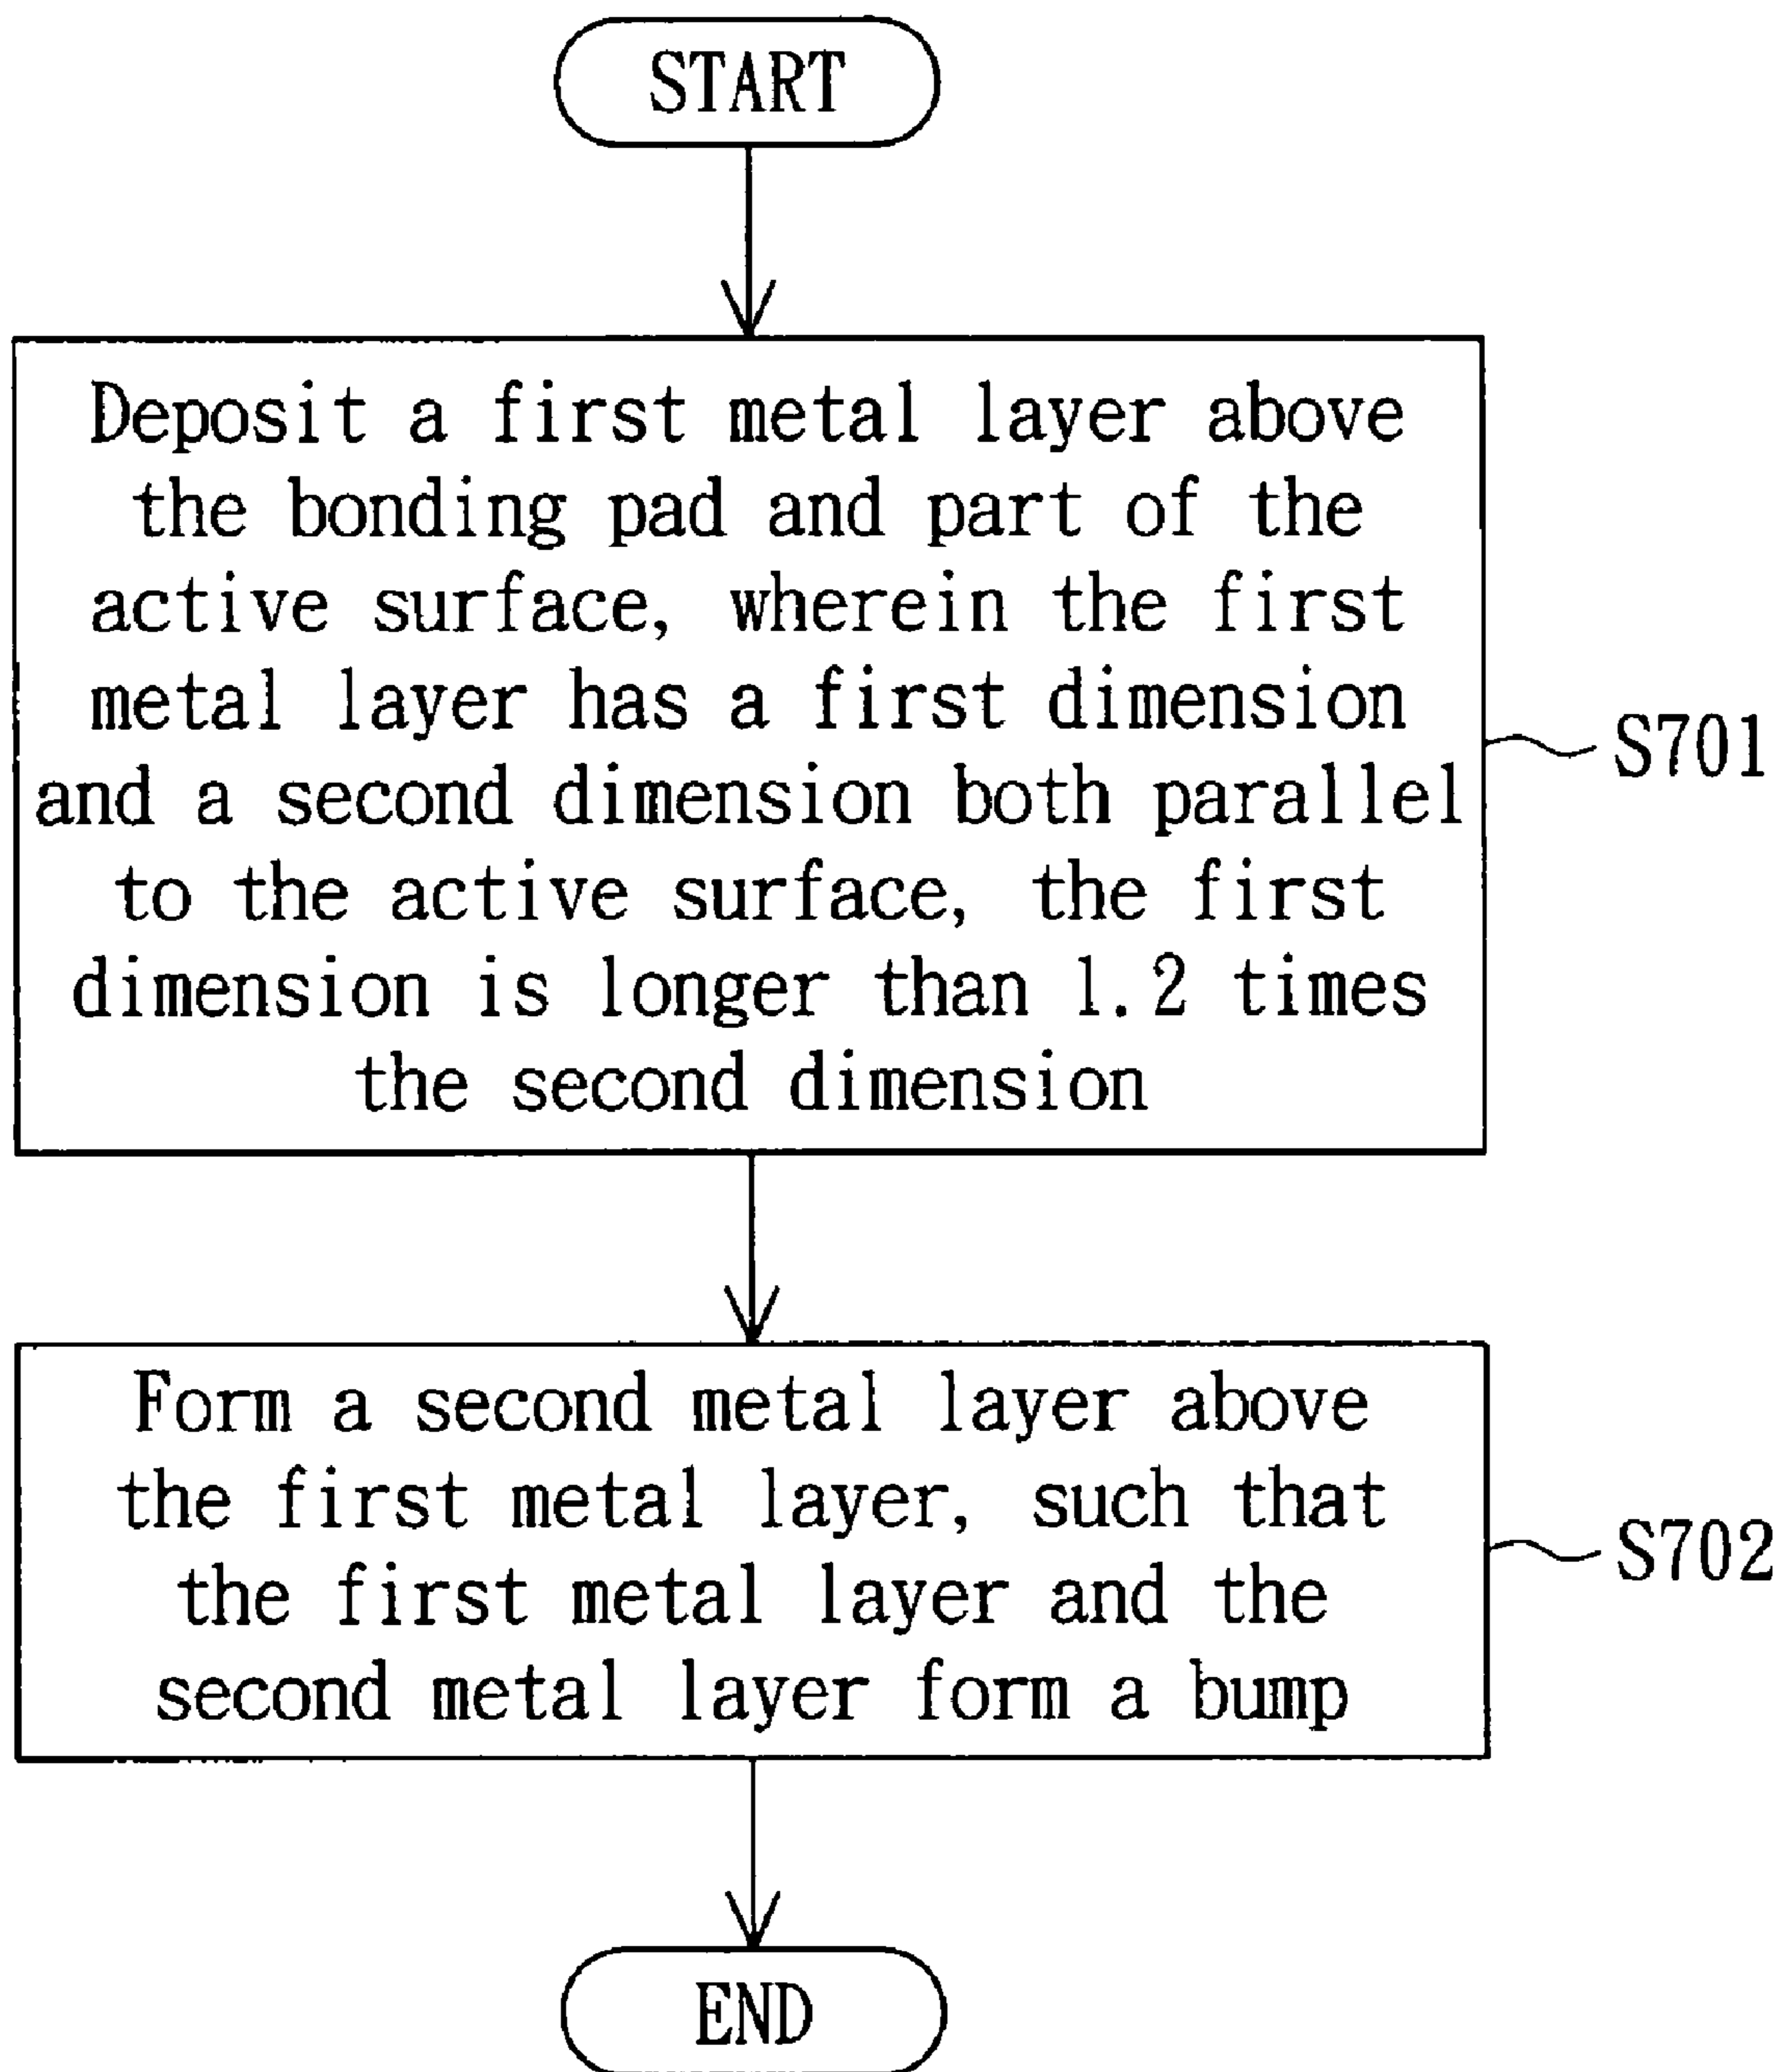 START
Deposit a first metal layer above
the bonding pad and part of the
active surface, wherein the first
metal layer has a first dimension
and a second dimension both parallel
to the active surface, the first
dimension is longer than 1.2 times
the second dimension
S701
Form a second metal layer above
the first metal layer, such that
the first metal layer and the
second metal layer form a bump
S702
END